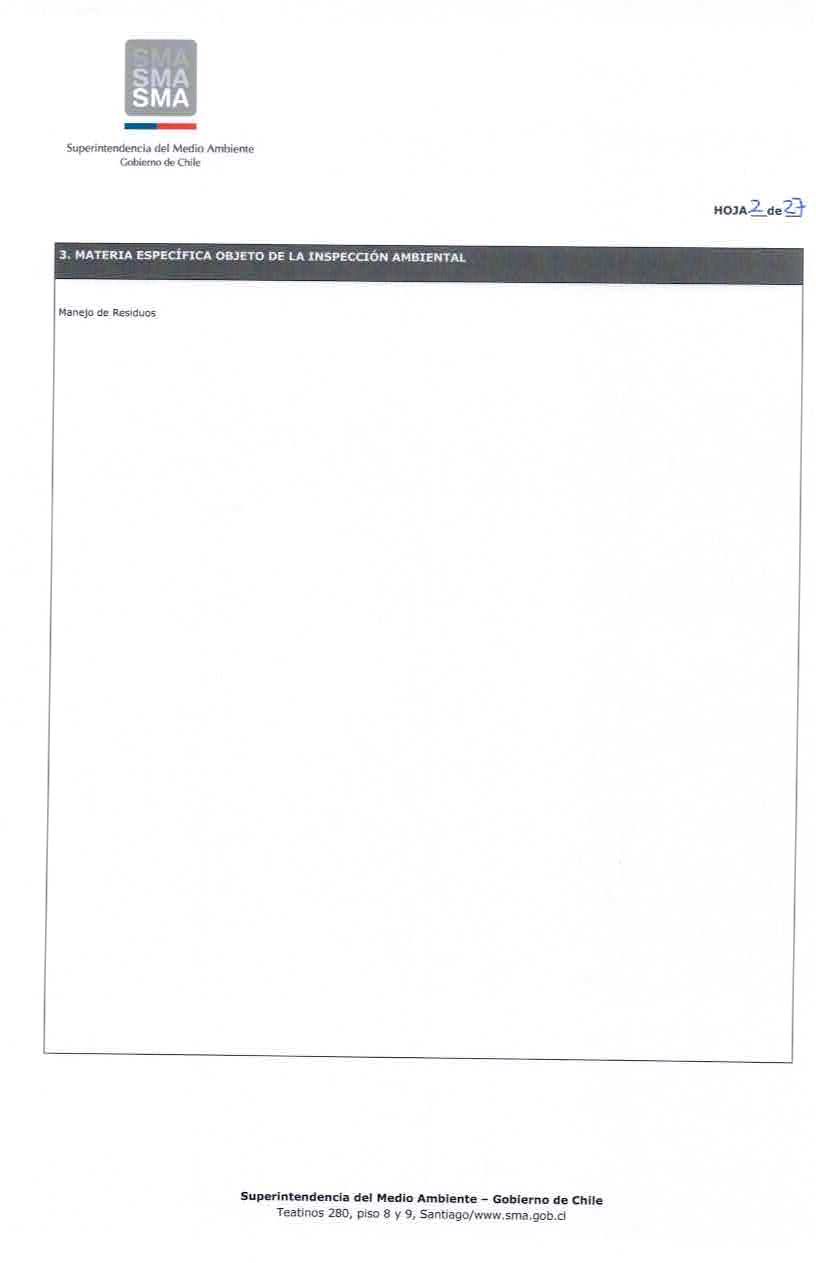 SMA
SMA
SMA
Superintendencia del Medio Ambiente
Gobierno de Chile
HOJA 2 de 27
3. MATERIA ESPECÍFICA OBJETO DE LA INSPECCIÓN AMBIENTAL
Manejo de Residuos
Superintendencia del Medio Ambiente – Gobierno de Chile
Teatinos 280, piso 8 y 9, Santiago/www.sma.gob.cl